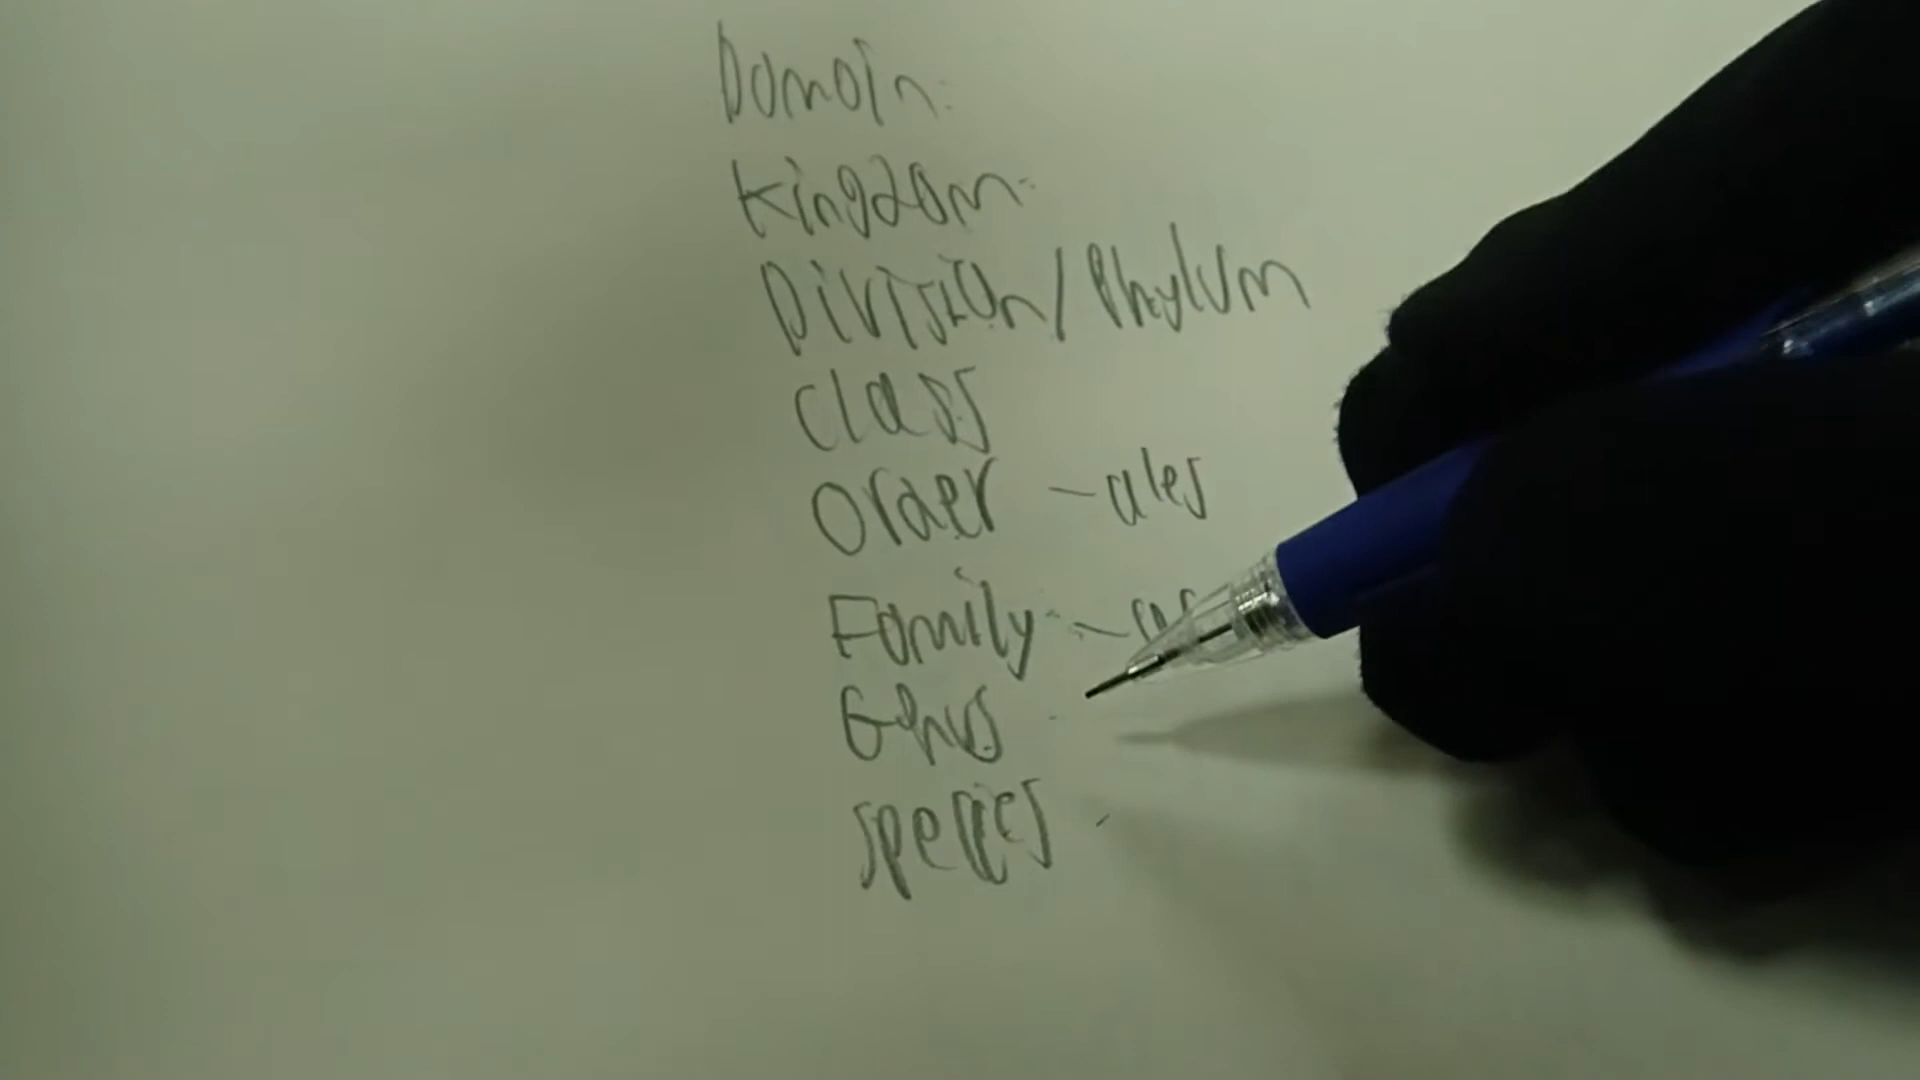 Domain:
Kingdom:
Division/Phylum
Class
Order - ales
Family -
Genus
Species -